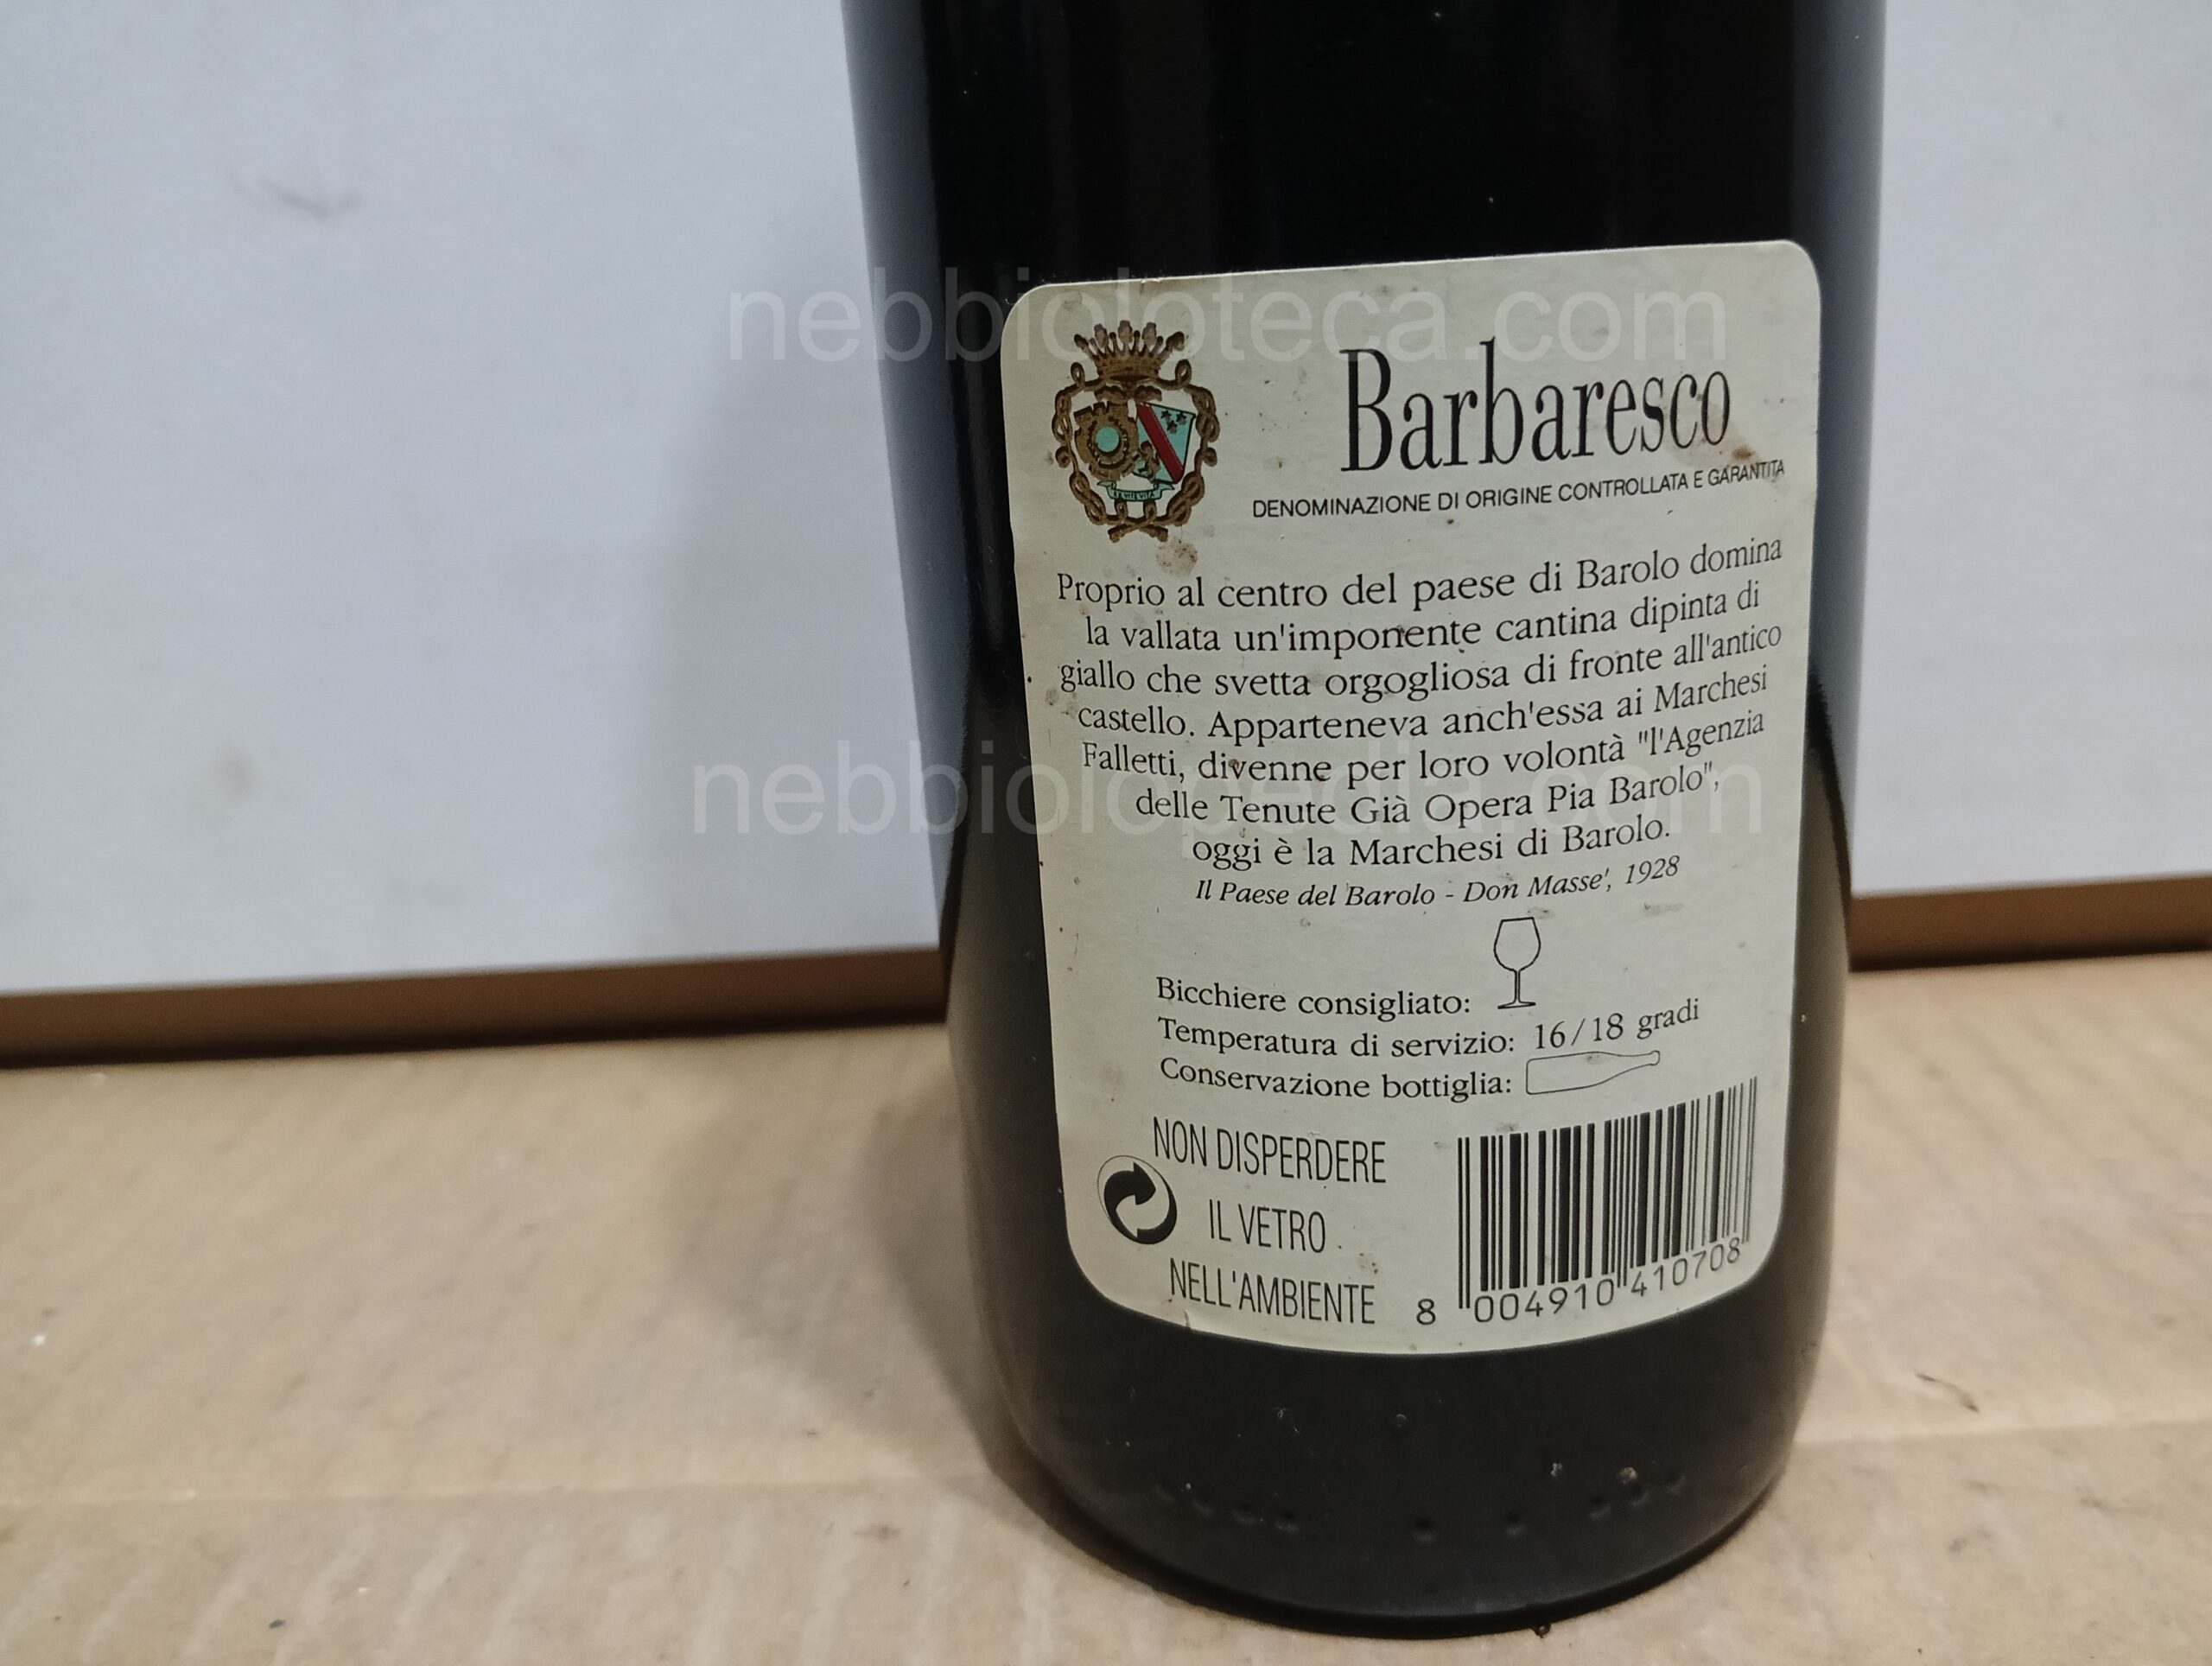 nebbioloteca.com
Barbaresco
DENOMINAZIONE DI ORIGINE CONTROLLATA E GARANTITA
Proprio al centro del paese di Barolo domina
la vallata un'imponente cantina dipinta di
giallo che svetta orgogliosa di fronte all'antico
castello. Apparteneva anch'essa ai Marchesi
Falletti, divenne per loro volontà "l'Agenzia
nebbiolopedia.com
delle Tenute Già Opera Pia Barolo",
oggi è la Marchesi di Barolo.
Il Paese del Barolo - Don Masse', 1928
Bicchiere consigliato:
Temperatura di servizio: 16/18 gradi
Conservazione bottiglia:
NON DISPERDERE
IL VETRO
NELL'AMBIENTE
8 004910 410708